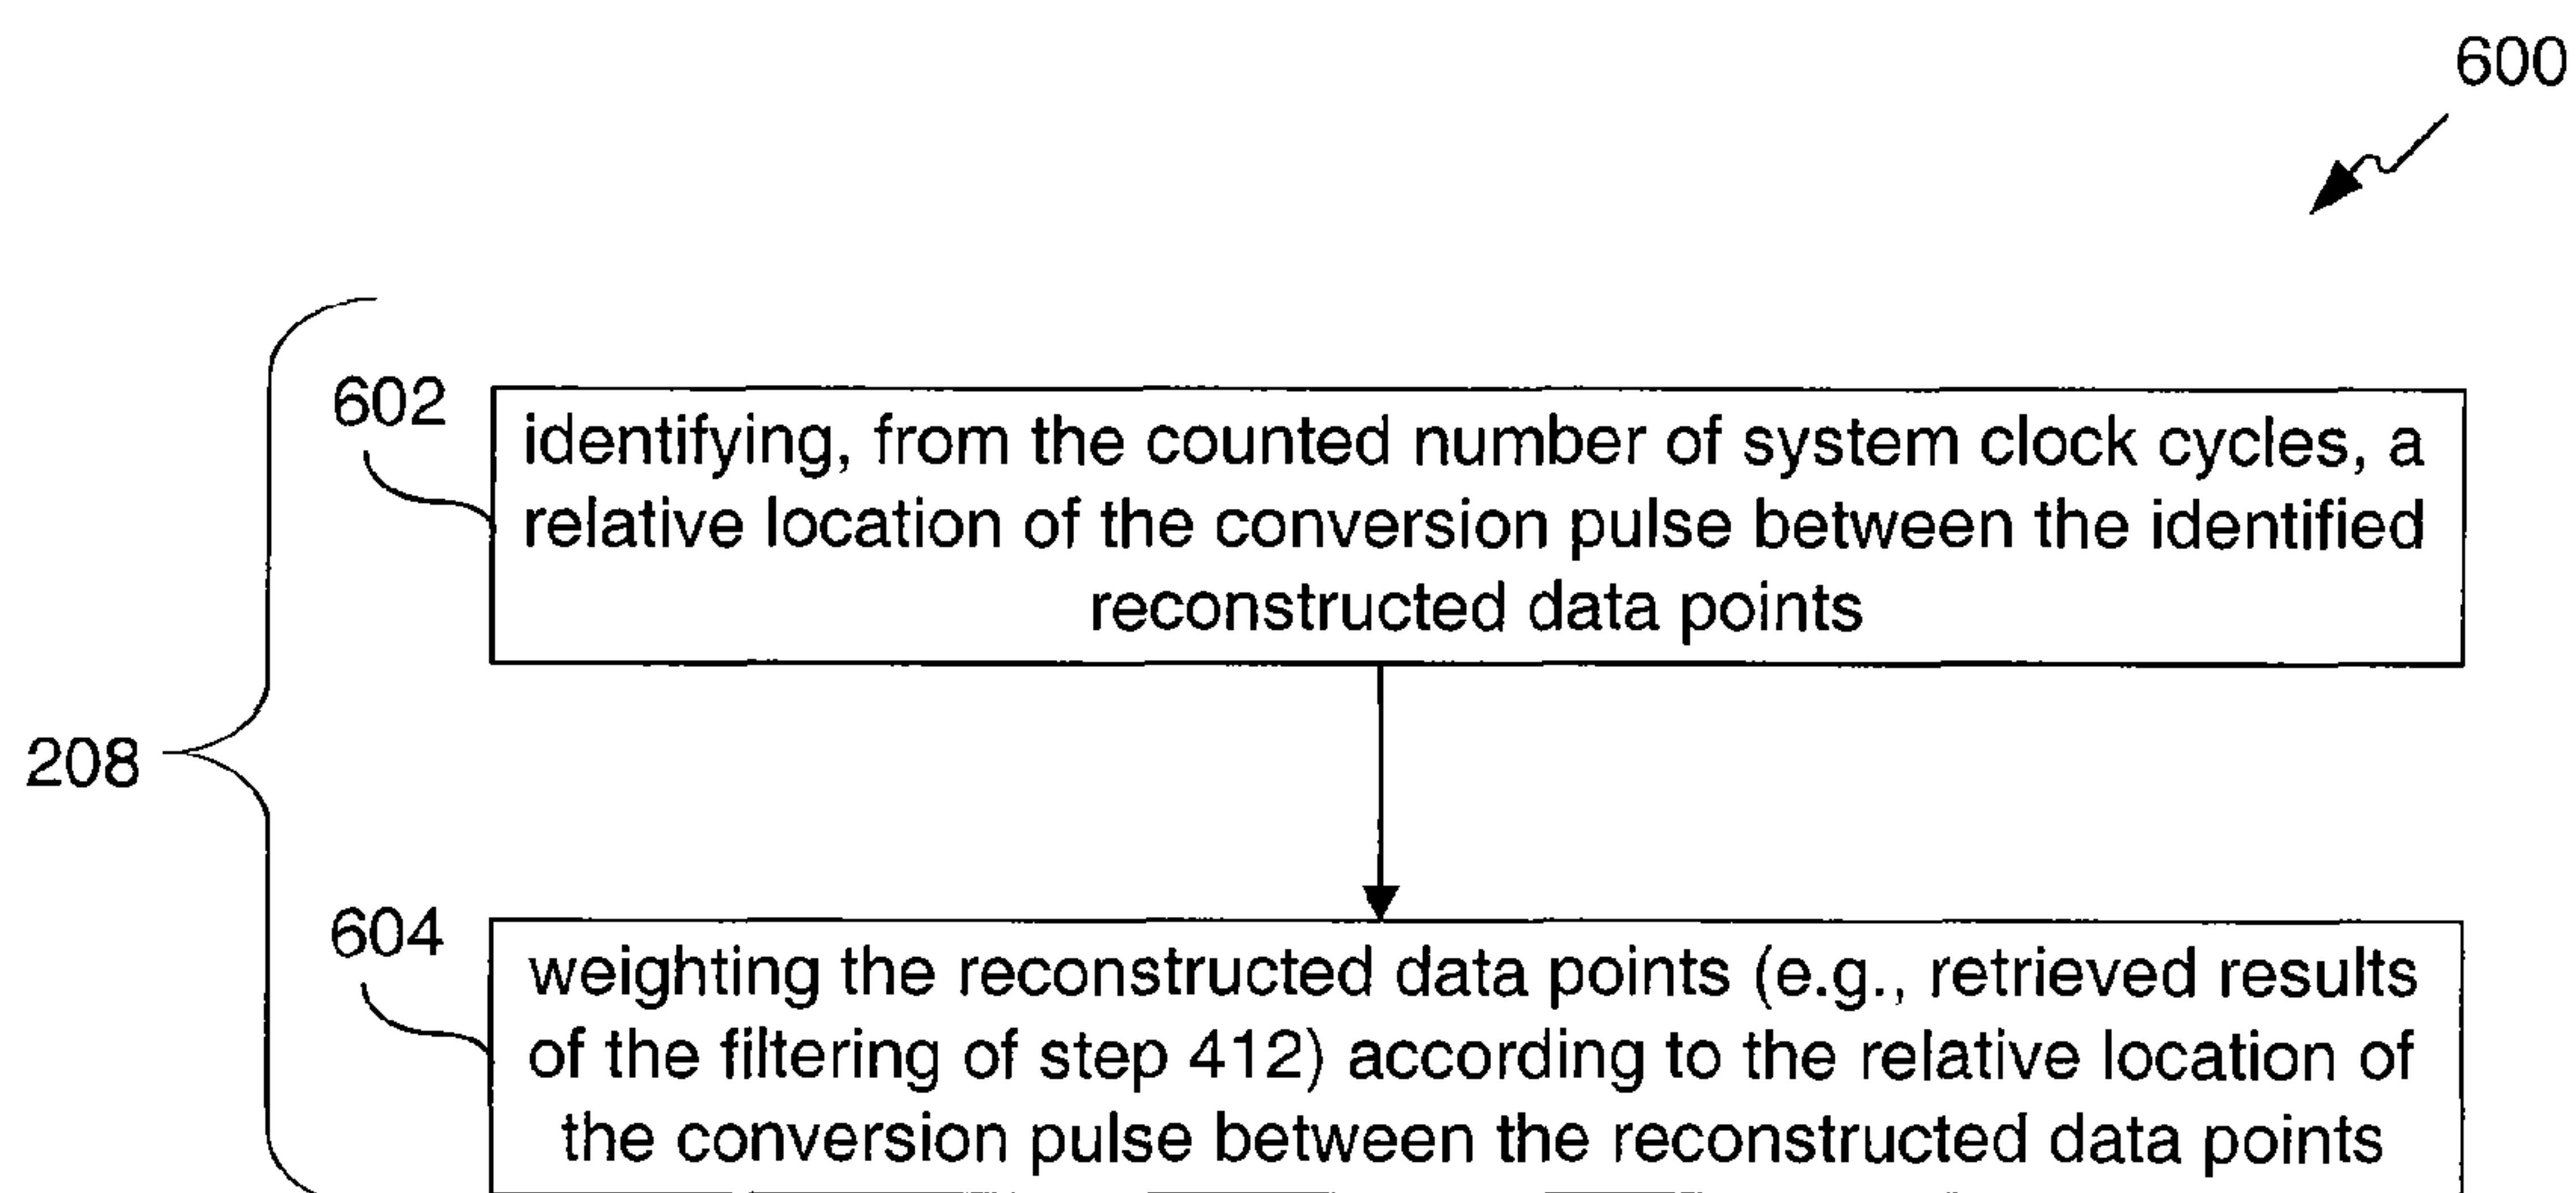 600
602
identifying, from the counted number of system clock cycles, a
relative location of the conversion pulse between the identified
reconstructed data points
208
604
weighting the reconstructed data points (e.g., retrieved results
of the filtering of step 412) according to the relative location of
the conversion pulse between the reconstructed data points